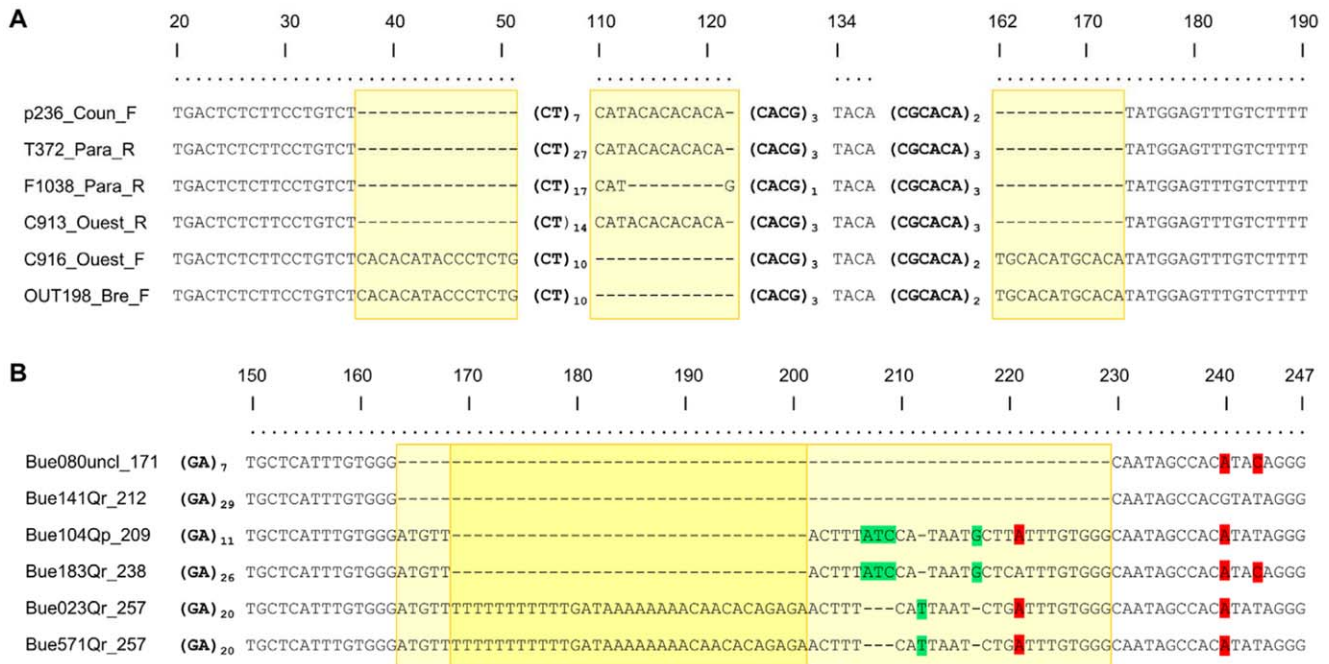 A
20 30 40 50 110 120 134 162 172 180 190
p236_Coun_F TGACTCTCTTCCTGTCT--------------- (CT)7 CATACACACACA- (CACG)3 TACA (CGCACA)2 ------------TATGGAGTTTGTCTTTT
T372_Para_R TGACTCTCTTCCTGTCT--------------- (CT)27 CATACACACACA- (CACG)3 TACA (CGCACA)3 ------------TATGGAGTTTGTCTTTT
F1038_Para_R TGACTCTCTTCCTGTCT--------------- (CT)17 CAT---------G (CACG)1 TACA (CGCACA)3 ------------TATGGAGTTTGTCTTTT
C913_Ouest_R TGACTCTCTTCCTGTCT--------------- (CT)14 CATACACACACA- (CACG)3 TACA (CGCACA)3 ------------TATGGAGTTTGTCTTTT
C916_Ouest_F TGACTCTCTTCCTGTCTCACACATACCCTCTG (CT)10 ------------- (CACG)3 TACA (CGCACA)2 TGCACATGCACATATGGAGTTTGTCTTTT
OUT198_Bre_F TGACTCTCTTCCTGTCTCACACATACCCTCTG (CT)10 ------------- (CACG)3 TACA (CGCACA)2 TGCACATGCACATATGGAGTTTGTCTTTT
B
150 160 170 180 190 201 210 220 230 240 247
Bue080uncl_171 (GA)7 TGCTCATTTGTGGG------------------------------------------------------------------CAATAGCCACATACAGGG
Bue141Qr_212 (GA)29 TGCTCATTTGTGGG------------------------------------------------------------------CAATAGCCACGTATAGGG
Bue104Qp_209 (GA)11 TGCTCATTTGTGGGATGTT---------------------------------ACTTTATCCA-TAATGCTTATTTGTGGGCAATAGCCACATATAGGG
Bue183Qr_238 (GA)26 TGCTCATTTGTGGGATGTT---------------------------------ACTTTATCCA-TAATGCTCATTTGTGGGCAATAGCCACATACAGGG
Bue023Qr_257 (GA)20 TGCTCATTTGTGGGATGTTTTTTTTTTTTTGATAAAAAAAACAACACAGAGAACTTT---CATTAAT-CTGATTTGTGGGCAATAGCCACATATAGGG
Bue571Qr_257 (GA)20 TGCTCATTTGTGGGATGTTTTTTTTTTTTTGATAAAAAAAACAACACAGAGAACTTT---CATTAAT-CTGATTTGTGGGCAATAGCCACATATAGGG